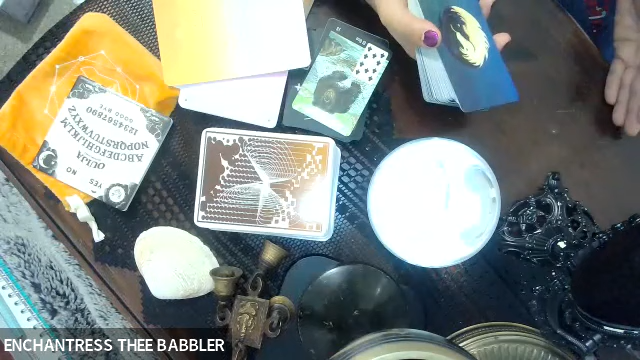 OUIJA
YES NO
ABCDEFGHIJKLM
NOPQRSTUVWXYZ
1234567890
GOOD BYE
ENCHANTRESS THEE BABBLER